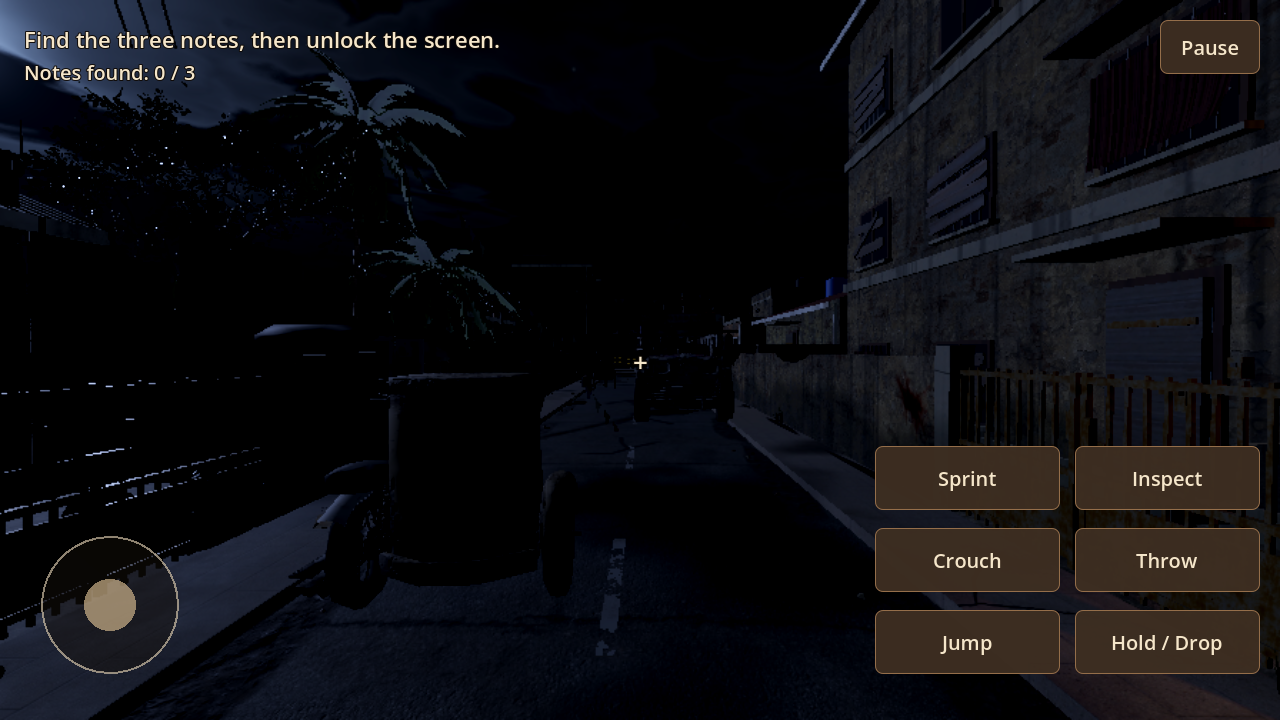 Find the three notes, then unlock the screen.
Notes found: 0 / 3
Pause
Sprint
Inspect
Crouch
Throw
Jump
Hold / Drop